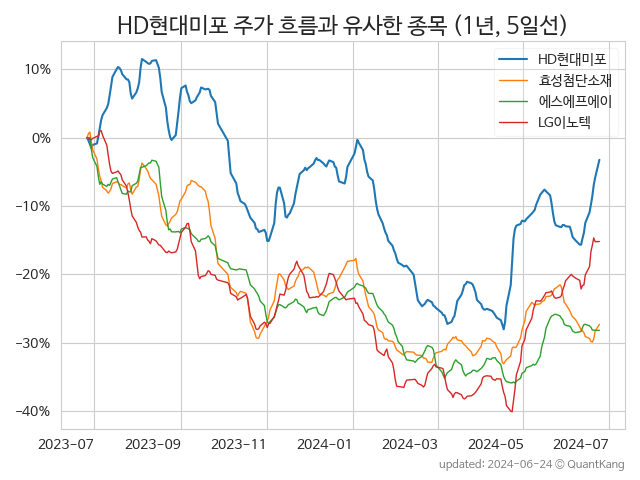 HD현대미포 주가 흐름과 유사한 종목 (1년, 5일선)
HD현대미포
효성첨단소재
에스에프에이
LG이노텍
10%
0%
−10%
−20%
−30%
−40%
2023-07 2023-09 2023-11 2024-01 2024-03 2024-05 2024-07
updated: 2024-06-24 © QuantKang